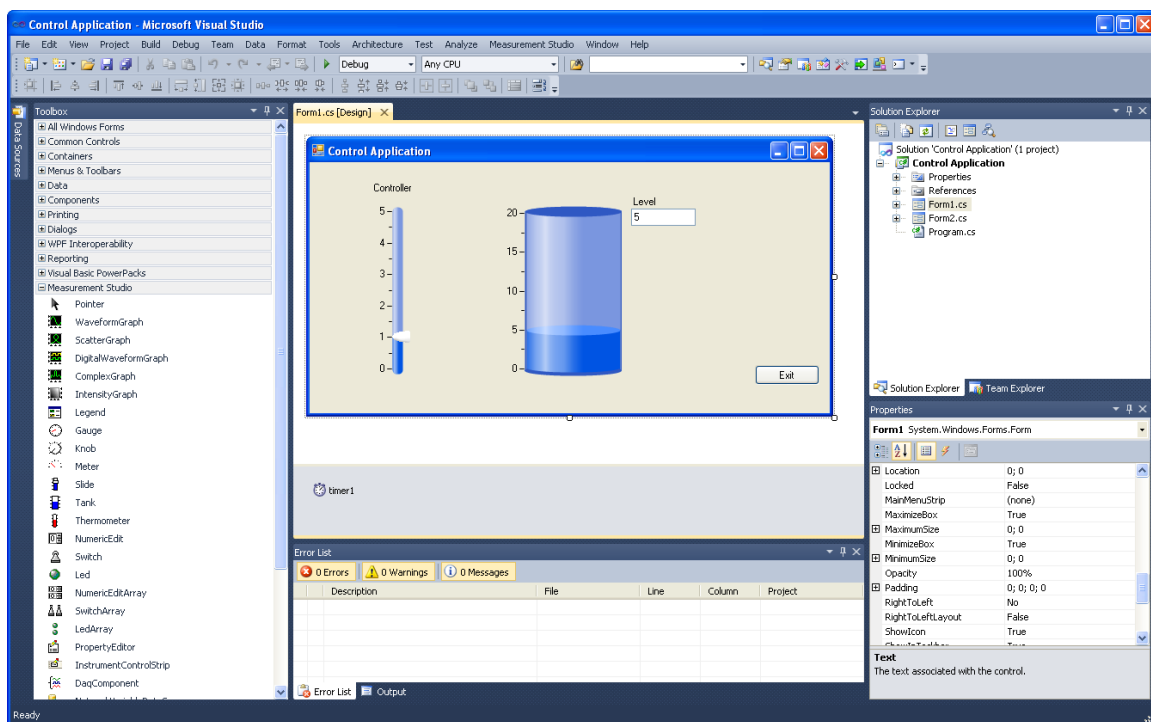 Control Application - Microsoft Visual Studio
File Edit View Project Build Debug Team Data Format Tools Architecture Test Analyze Measurement Studio Window Help
Debug Any CPU
Data Sources
Toolbox
All Windows Forms
Common Controls
Containers
Menus & Toolbars
Data
Components
Printing
Dialogs
WPF Interoperability
Reporting
Visual Basic PowerPacks
Measurement Studio
Pointer
WaveformGraph
ScatterGraph
DigitalWaveformGraph
ComplexGraph
IntensityGraph
Legend
Gauge
Knob
Meter
Slide
Tank
Thermometer
NumericEdit
Switch
Led
NumericEditArray
SwitchArray
LedArray
PropertyEditor
InstrumentControlStrip
DaqComponent
Form1.cs [Design]
Control Application
Controller
5
4
3
2
1
0
20
15
10
5
0
Level
5
Exit
timer1
Error List
0 Errors 0 Warnings 0 Messages
Description File Line Column Project
Error List Output
Solution Explorer
Solution 'Control Application' (1 project)
Control Application
Properties
References
Form1.cs
Form2.cs
Program.cs
Solution Explorer Team Explorer
Properties
Form1 System.Windows.Forms.Form
Location 0; 0
Locked False
MainMenuStrip (none)
MaximizeBox True
MaximumSize 0; 0
MinimizeBox True
MinimumSize 0; 0
Opacity 100%
Padding 0; 0; 0; 0
RightToLeft No
RightToLeftLayout False
ShowIcon True
Text
The text associated with the control.
Ready